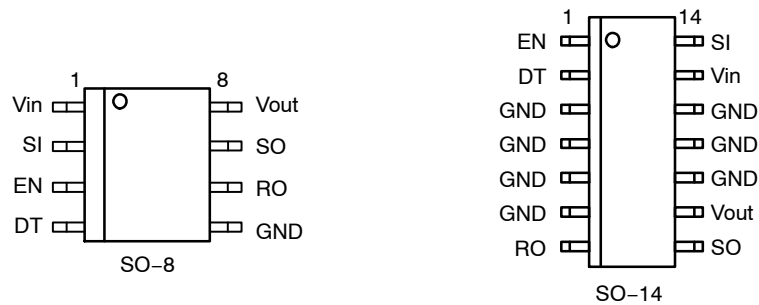 1 8
Vin Vout
SI SO
EN RO
DT GND
SO−8
1 14
EN SI
DT Vin
GND GND
GND GND
GND GND
GND Vout
RO SO
SO−14